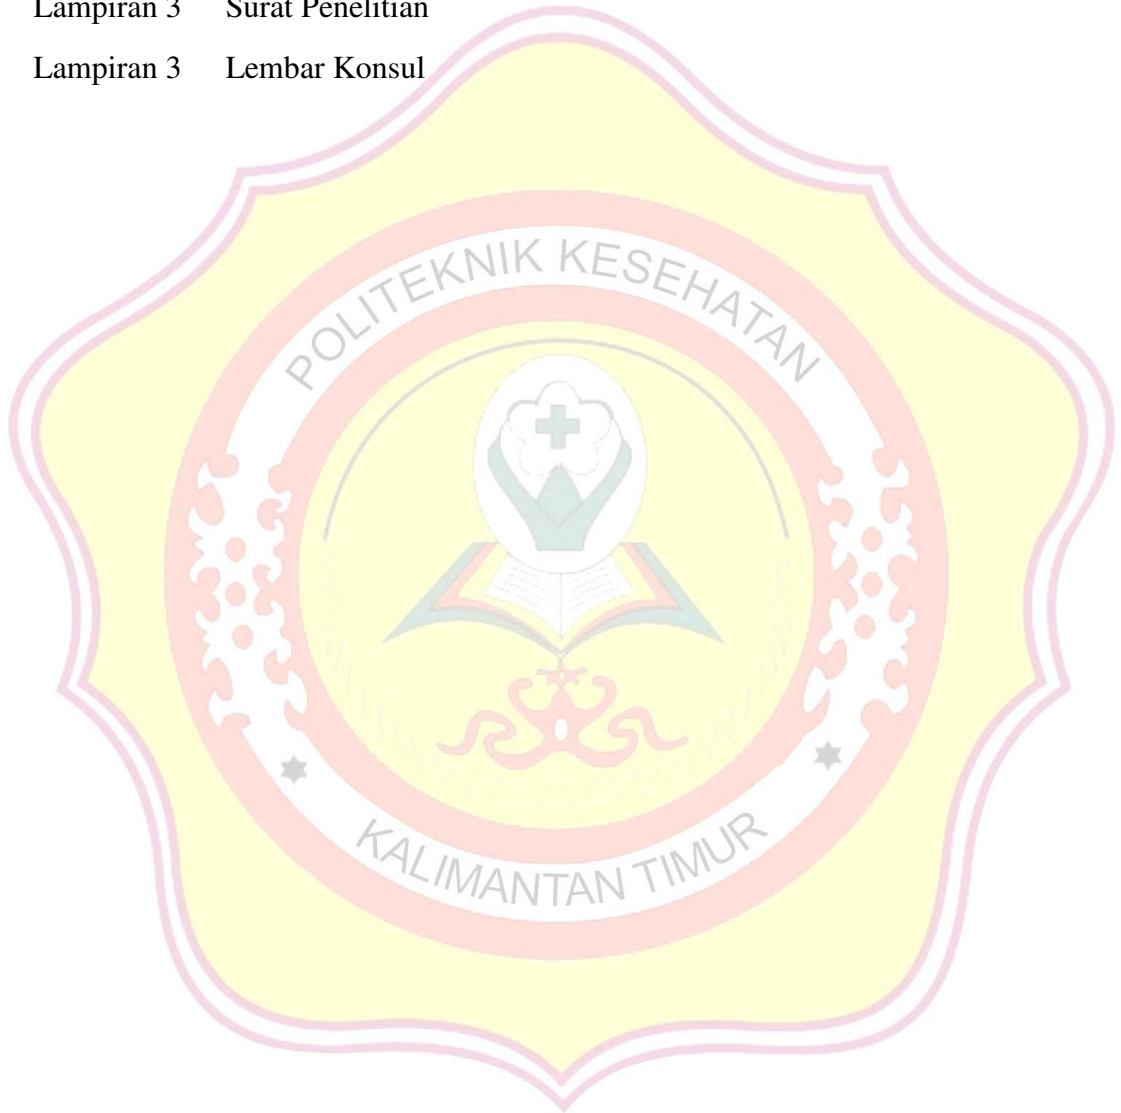 Lampiran 3 Surat Penelitian
Lampiran 3 Lembar Konsul
POLITEKNIK KESEHATAN
KALIMANTAN TIMUR